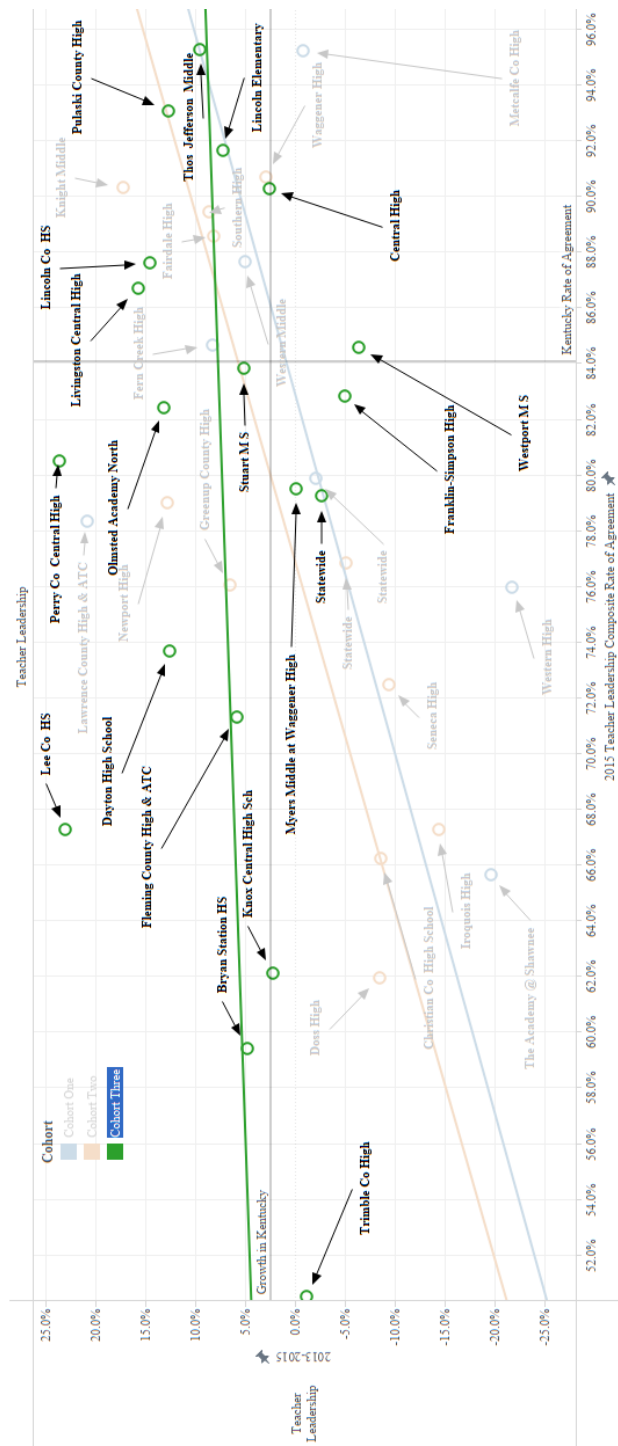 Teacher Leadership
Cohort
Cohort One
Cohort Two
Cohort Three
25.0%
20.0%
15.0%
10.0%
5.0%
0.0%
-5.0%
-10.0%
-15.0%
-20.0%
-25.0%
Teacher
Leadership
2013-2015
Growth in Kentucky
Kentucky Rate of Agreement
Trimble Co High
Bryan Station HS
Knox Central High Sch
Lee Co HS
Fleming County High & ATC
Dayton High School
Perry Co Central High
Lawrence County High & ATC
Newport High
Olmsted Academy North
Greenup County High
Livingston Central High
Lincoln Co HS
Fern Creek High
Fairdale High
Knight Middle
Pulaski County High
Stuart M S
Western Middle
Southern High
Thos Jefferson Middle
Lincoln Elementary
Waggener High
Metcalfe Co High
Central High
Myers Middle at Waggener High
Statewide
Statewide
Statewide
Franklin-Simpson High
Westport M S
Doss High
Christian Co High School
Iroquois High
The Academy @ Shawnee
Seneca High
Western High
52.0%
54.0%
56.0%
58.0%
60.0%
62.0%
64.0%
66.0%
68.0%
70.0%
72.0%
74.0%
76.0%
78.0%
80.0%
82.0%
84.0%
86.0%
88.0%
90.0%
92.0%
94.0%
96.0%
2015 Teacher Leadership Composite Rate of Agreement